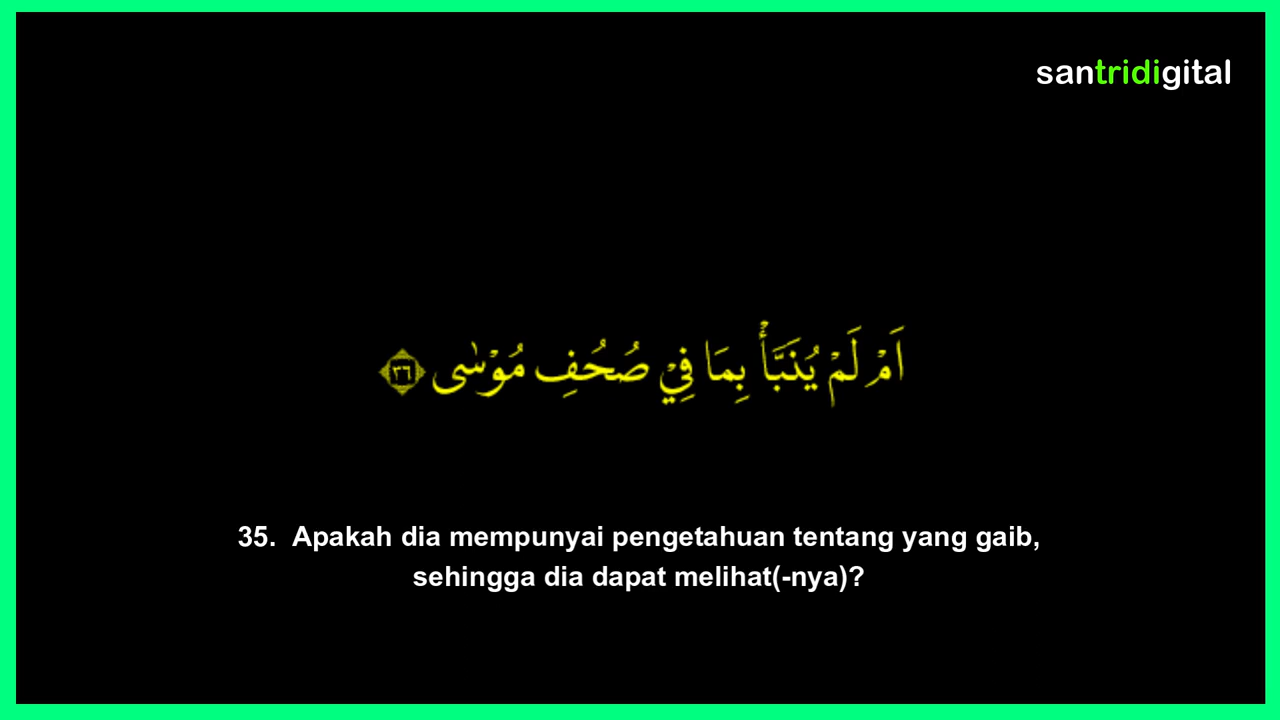 santridigital
اَمْ لَمْ يُنَبَّأْ بِمَا فِيْ صُحُفِ مُوْسٰى ٣٦
35. Apakah dia mempunyai pengetahuan tentang yang gaib,
sehingga dia dapat melihat(-nya)?